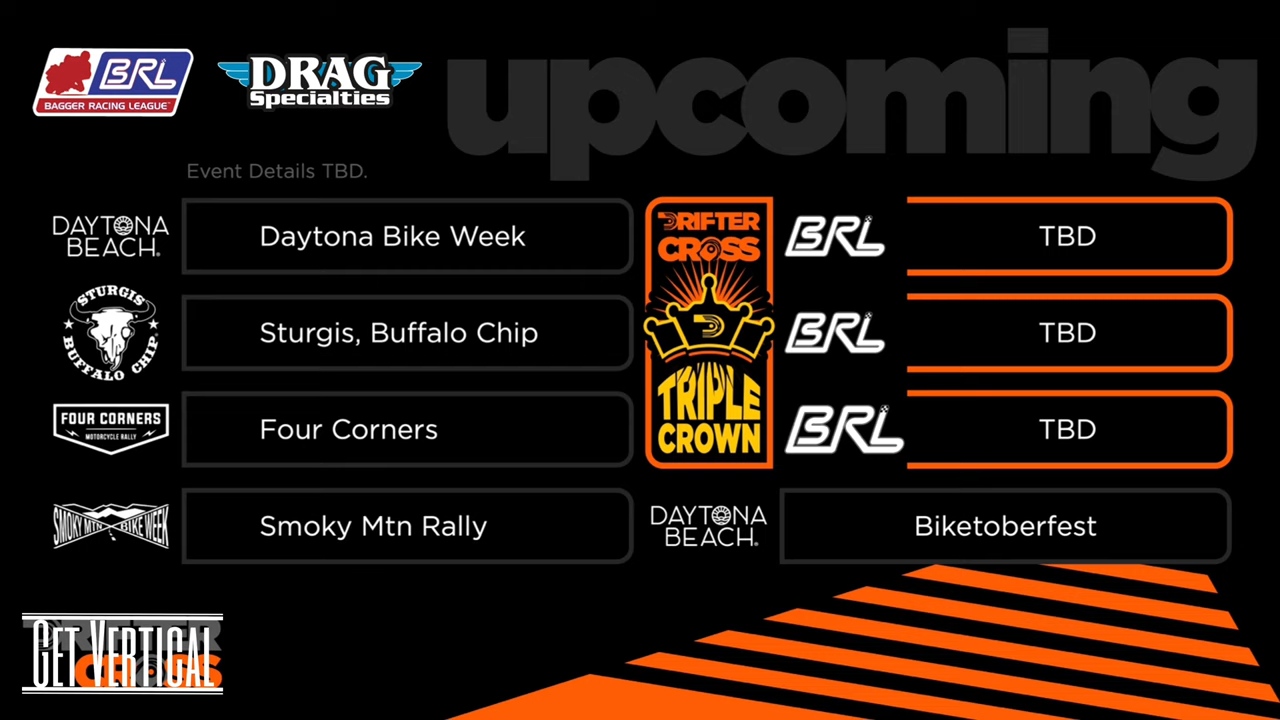 BRL
BAGGER RACING LEAGUE
DRAG
Specialties
upcoming
Event Details TBD.
DAYTONA
BEACH
Daytona Bike Week
STURGIS
BUFFALO CHIP
Sturgis, Buffalo Chip
FOUR CORNERS
MOTORCYCLE RALLY
Four Corners
SMOKY MTN BIKE WEEK
Smoky Mtn Rally
DRIFTER
CROSS
TRIPLE
CROWN
BRL
TBD
BRL
TBD
BRL
TBD
DAYTONA
BEACH
Biketoberfest
GET VERTICAL
DRIFTER
CROSS